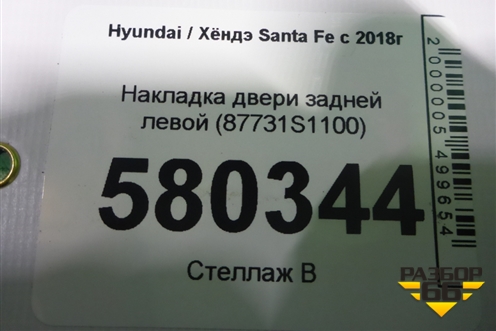 Hyundai / Хёндэ Santa Fe с 2018г
Накладка двери задней
левой (87731S1100)
580344
Стеллаж В
2000005499654
РАЗБОР
66